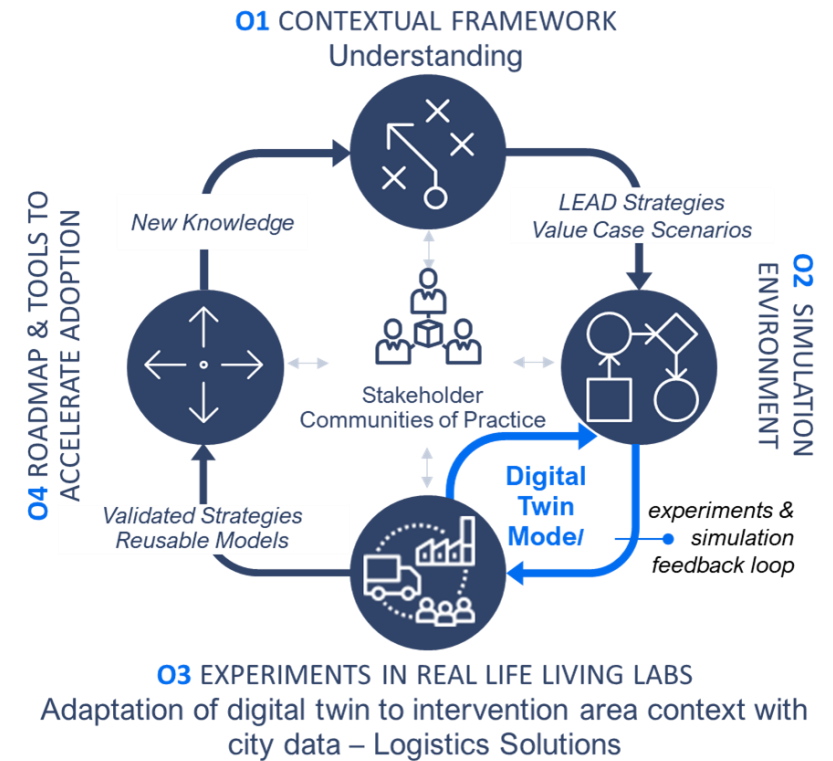 O1 CONTEXTUAL FRAMEWORK
Understanding
New Knowledge
LEAD Strategies
Value Case Scenarios
O2 SIMULATION
ENVIRONMENT
O4 ROADMAP & TOOLS TO
ACCELERATE ADOPTION
Stakeholder
Communities of Practice
Digital
Twin
Model
experiments &
simulation
feedback loop
Validated Strategies
Reusable Models
O3 EXPERIMENTS IN REAL LIFE LIVING LABS
Adaptation of digital twin to intervention area context with
city data – Logistics Solutions